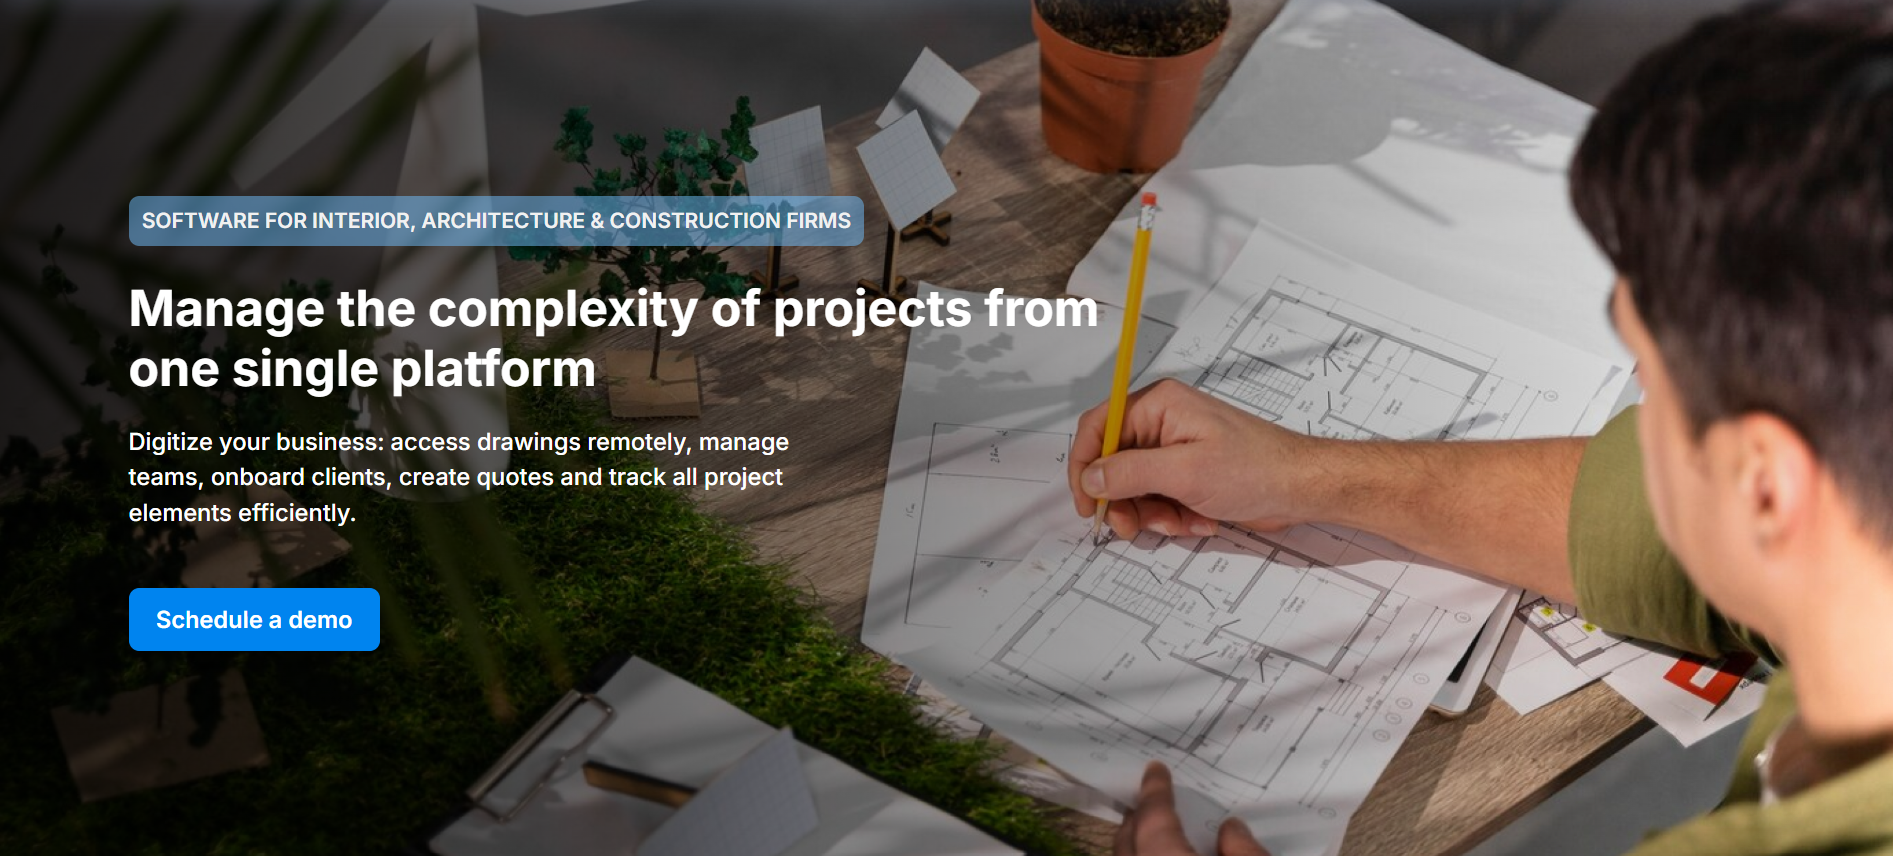 SOFTWARE FOR INTERIOR, ARCHITECTURE & CONSTRUCTION FIRMS
Manage the complexity of projects from
one single platform
Digitize your business: access drawings remotely, manage
teams, onboard clients, create quotes and track all project
elements efficiently.
Schedule a demo